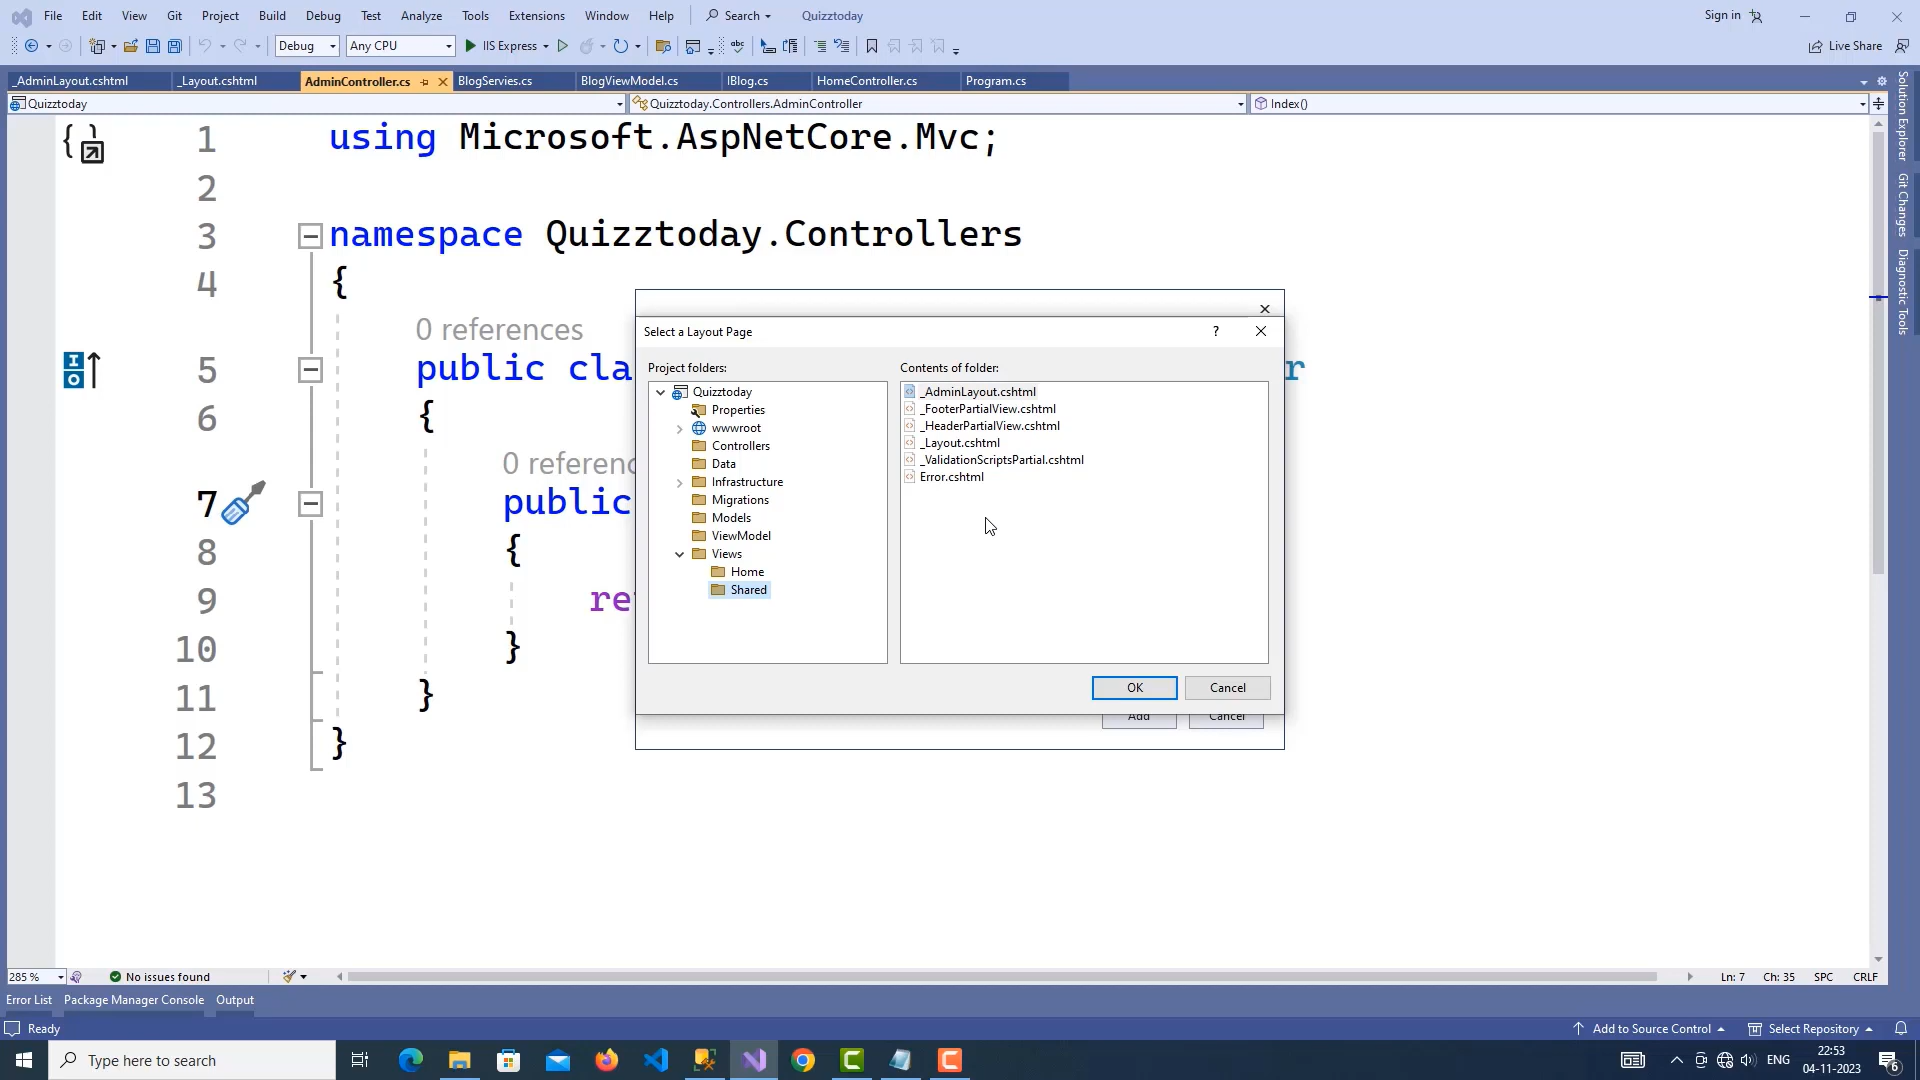 File Edit View Git Project Build Debug Test Analyze Tools Extensions Window Help Search Quizztoday Sign in
Debug Any CPU IIS Express Live Share
_AdminLayout.cshtml _Layout.cshtml AdminController.cs BlogServies.cs BlogViewModel.cs IBlog.cs HomeController.cs Program.cs
Quizztoday Quizztoday.Controllers.AdminController Index()
Solution Explorer
Git Changes
Diagnostic Tools
1 using Microsoft.AspNetCore.Mvc;
2
3 namespace Quizztoday.Controllers
4 {
0 references
5 public cla r
6 {
0 referenc
7 public
8 {
9 re
10 }
11 }
12 }
13
Select a Layout Page ?
Project folders: Contents of folder:
Quizztoday
Properties
wwwroot
Controllers
Data
Infrastructure
Migrations
Models
ViewModel
Views
Home
Shared
_AdminLayout.cshtml
_FooterPartialView.cshtml
_HeaderPartialView.cshtml
_Layout.cshtml
_ValidationScriptsPartial.cshtml
Error.cshtml
OK Cancel
Add Cancel
285 % No issues found Ln: 7 Ch: 35 SPC CRLF
Error List Package Manager Console Output
Ready Add to Source Control Select Repository
Type here to search ENG 22:53
04-11-2023 6